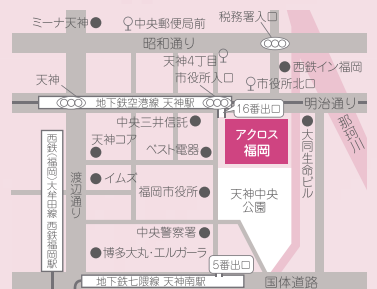 ミーナ天神
中央郵便局前
税務署入口
昭和通り
天神4丁目
西鉄イン福岡
天神
市役所入口
市役所北口
地下鉄空港線 天神駅
16番出口
明治通り
中央三井信託
アクロス
福岡
那珂川
天神コア
ベスト電器
大同生命ビル
西鉄(福岡)大牟田線 西鉄福岡駅
渡辺通り
イムズ
福岡市役所
天神中央
公園
中央警察署
博多大丸・エルガーラ
5番出口
地下鉄七隈線 天神南駅
国体道路